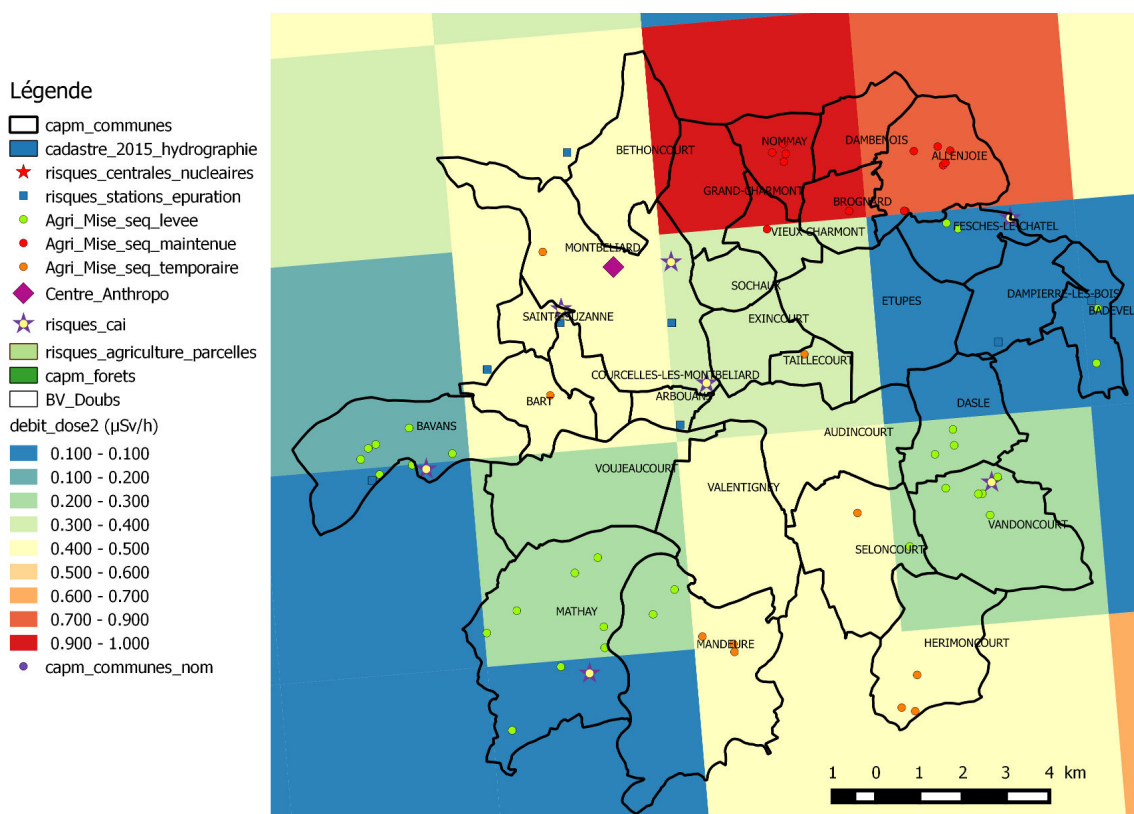 Légende
capm_communes
cadastre_2015_hydrographie
risques_centrales_nucleaires
risques_stations_epuration
Agri_Mise_seq_levee
Agri_Mise_seq_maintenue
Agri_Mise_seq_temporaire
Centre_Anthropo
risques_cai
risques_agriculture_parcelles
capm_forets
BV_Doubs
debit_dose2 (µSv/h)
0.100 - 0.100
0.100 - 0.200
0.200 - 0.300
0.300 - 0.400
0.400 - 0.500
0.500 - 0.600
0.600 - 0.700
0.700 - 0.900
0.900 - 1.000
capm_communes_nom
BETHONCOURT
NOMMAY
DAMBENOIS
ALLENJOIE
GRAND-CHARMONT
BROGNARD
VIEUX-CHARMONT
FESCHES-LE-CHATEL
MONTBELIARD
SOCHAUX
ETUPES
DAMPIERRE-LES-BOIS
BADEVEL
SAINTE-SUZANNE
EXINCOURT
TAILLECOURT
COURCELLES-LES-MONTBELIARD
ARBOUANS
BART
DASLE
BAVANS
AUDINCOURT
VOUJEAUCOURT
VALENTIGNEY
VANDONCOURT
SELONCOURT
MATHAY
MANDEURE
HERIMONCOURT
1 0 1 2 3 4 km